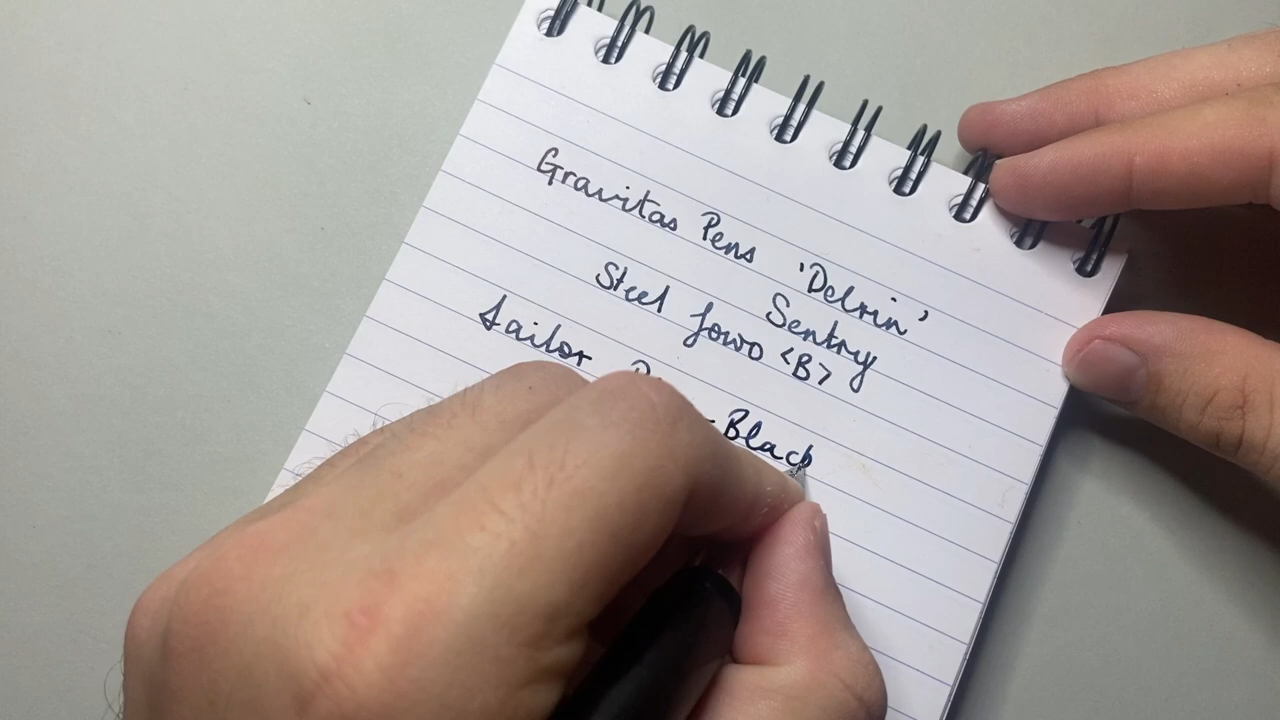 Gravitas Pens 'Delrin'
Sentry
Steel Jowo <B>
Sailor -Black